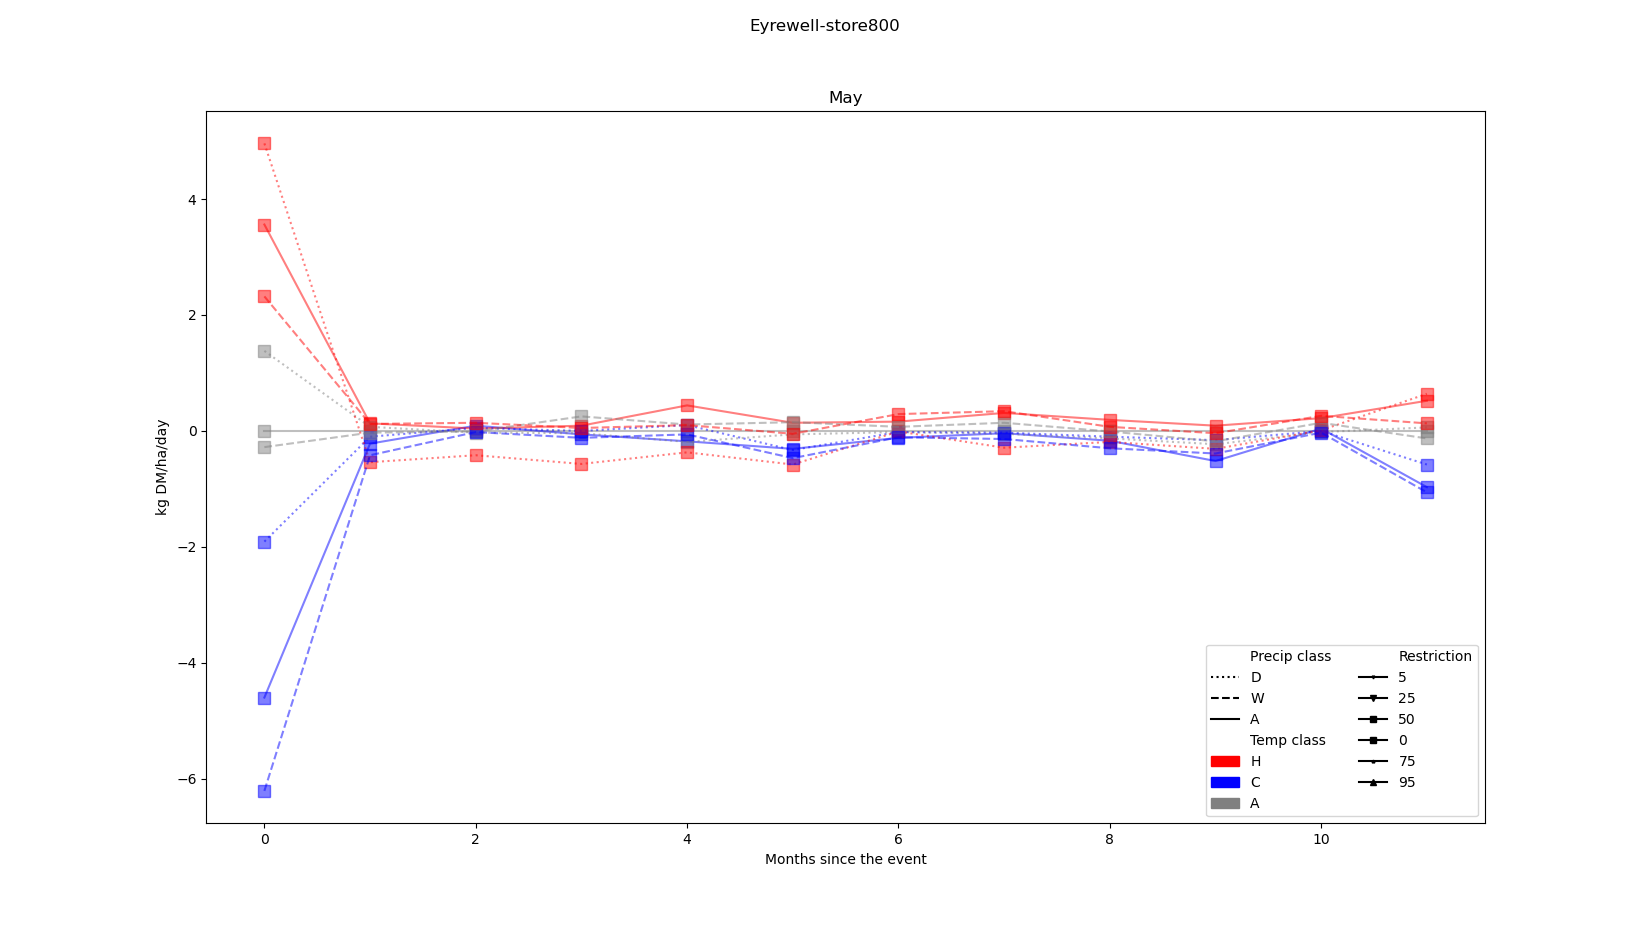 Eyrewell-store800
May
4
2
0
−2
−4
−6
kg DM/ha/day
0
2
4
6
8
10
Months since the event
Precip class
D
W
A
Temp class
H
C
A
Restriction
5
25
50
0
75
95